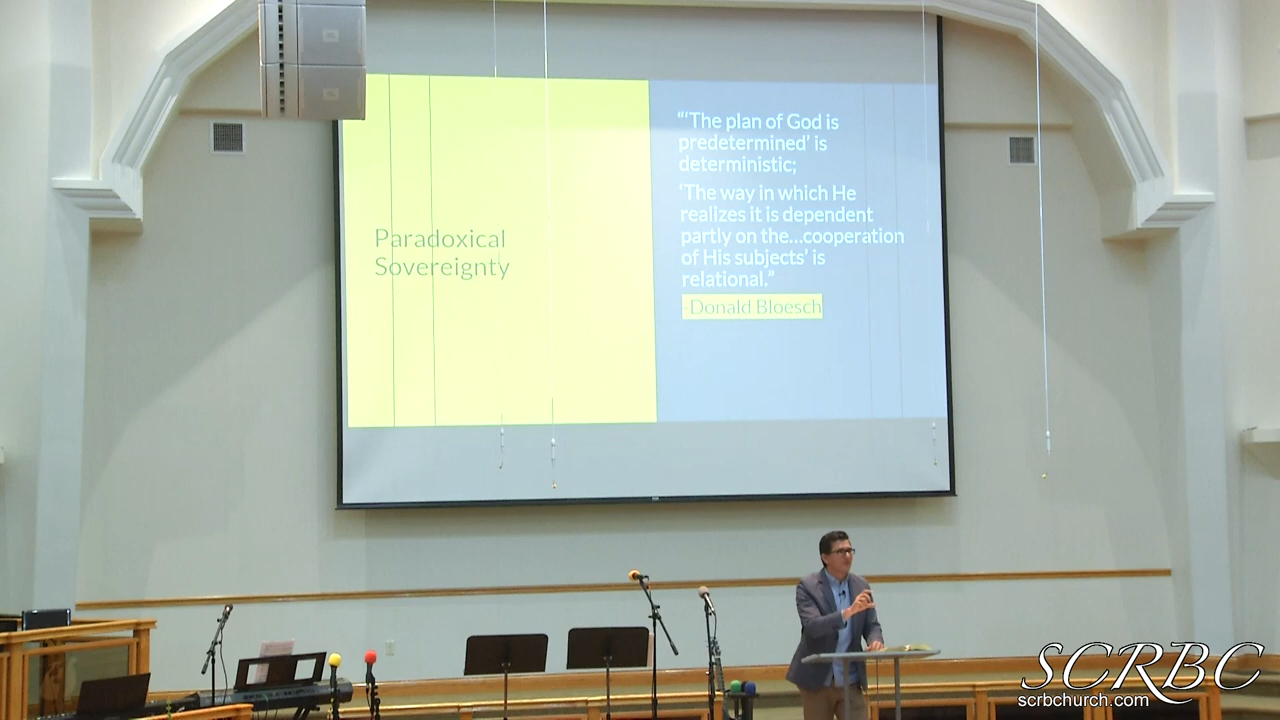 Paradoxical
Sovereignty
“‘The plan of God is
predetermined’ is
deterministic;
‘The way in which He
realizes it is dependent
partly on the...cooperation
of His subjects’ is
relational.”
-Donald Bloesch
SCRBC
scrbchurch.com